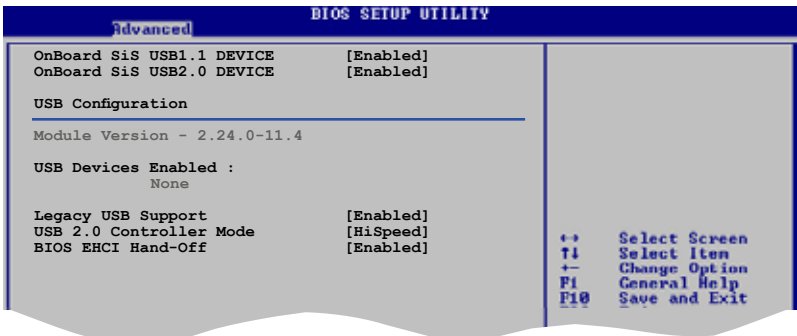 BIOS SETUP UTILITY
Advanced
OnBoard SiS USB1.1 DEVICE [Enabled]
OnBoard SiS USB2.0 DEVICE [Enabled]
USB Configuration
Module Version - 2.24.0-11.4
USB Devices Enabled :
None
Legacy USB Support [Enabled]
USB 2.0 Controller Mode [HiSpeed]
BIOS EHCI Hand-Off [Enabled]
↔ Select Screen
↑↓ Select Item
+- Change Option
F1 General Help
F10 Save and Exit